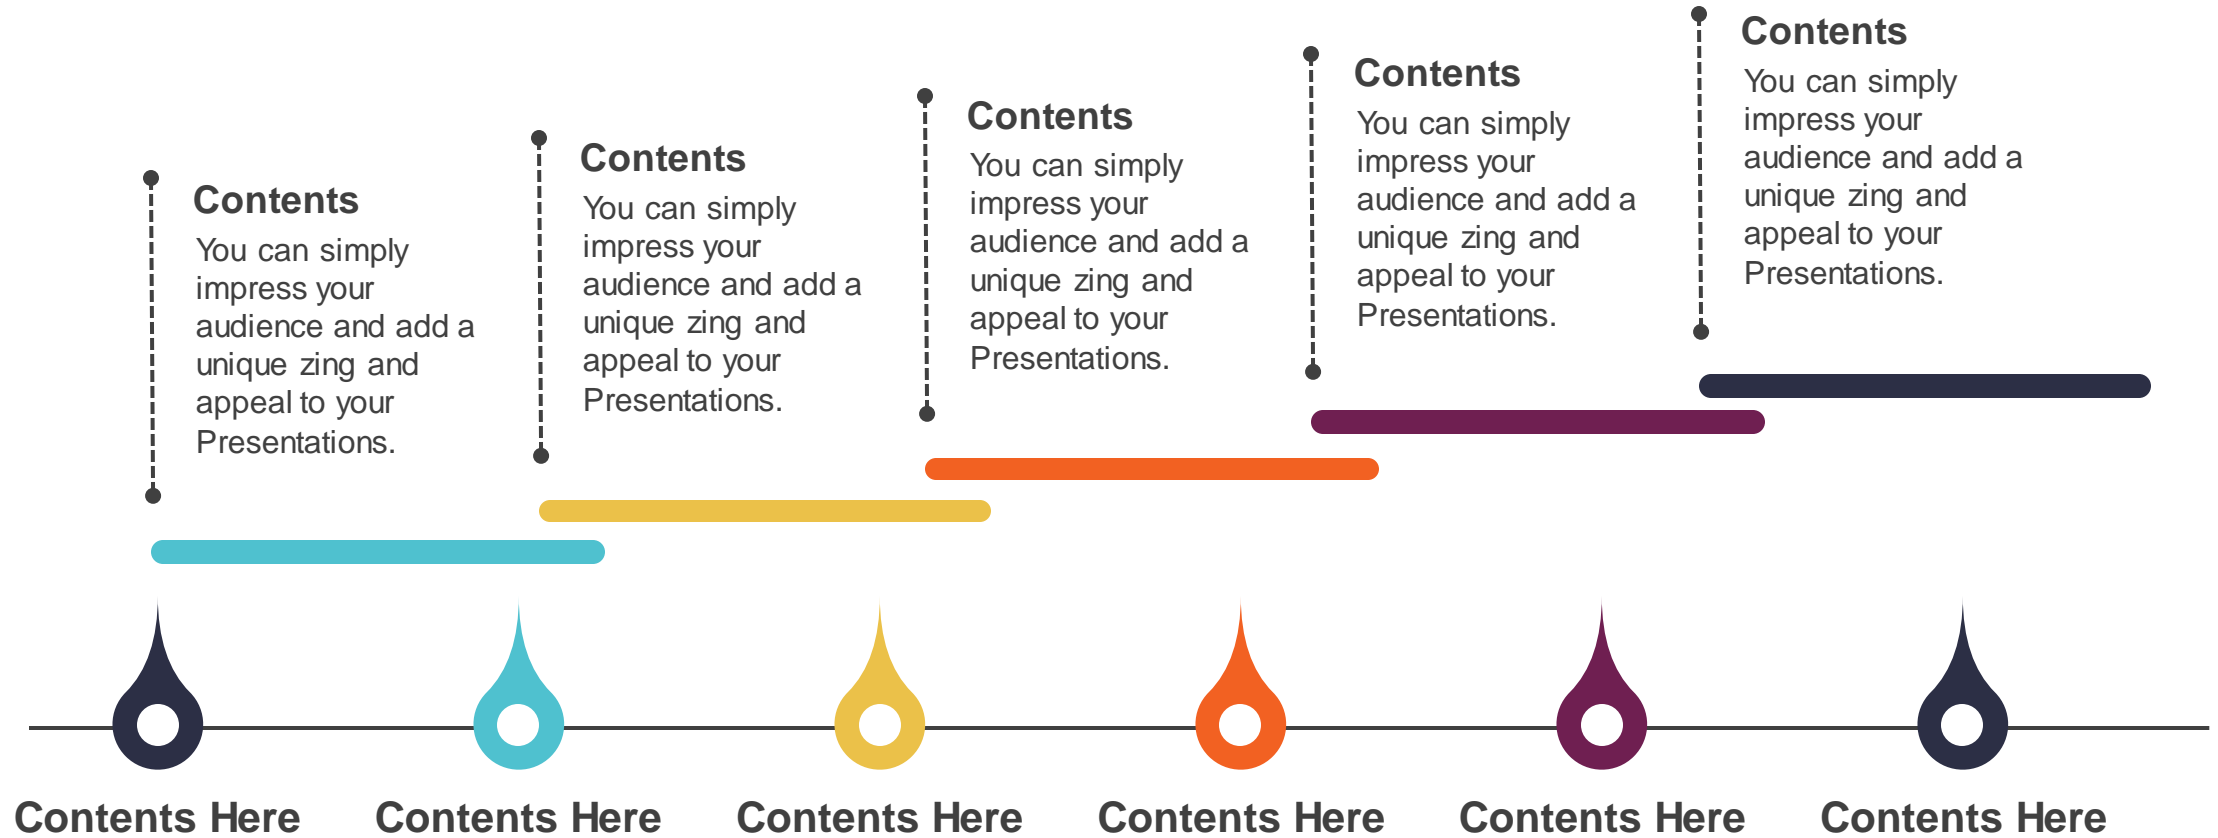 Contents
You can simply
impress your
audience and add a
unique zing and
appeal to your
Presentations.
Contents
You can simply
impress your
audience and add a
unique zing and
appeal to your
Presentations.
Contents
You can simply
impress your
audience and add a
unique zing and
appeal to your
Presentations.
Contents
You can simply
impress your
audience and add a
unique zing and
appeal to your
Presentations.
Contents
You can simply
impress your
audience and add a
unique zing and
appeal to your
Presentations.
Contents Here
Contents Here
Contents Here
Contents Here
Contents Here
Contents Here